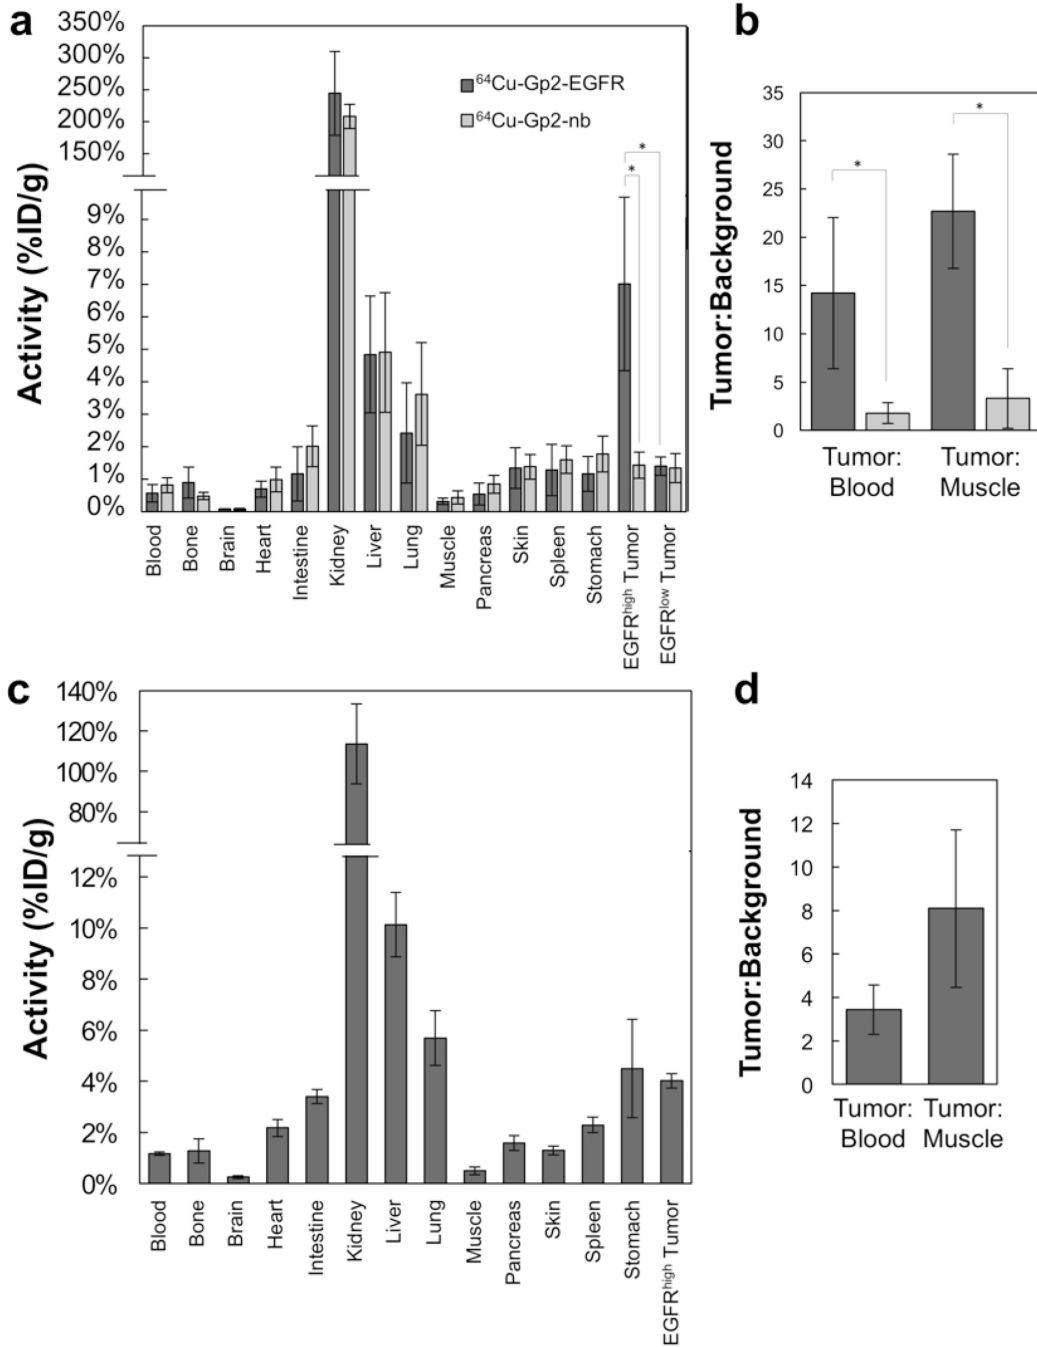 a
350%
300%
250%
200%
150%
9%
8%
7%
6%
5%
4%
3%
2%
1%
0%
Activity (%ID/g)
⁶⁴Cu-Gp2-EGFR
⁶⁴Cu-Gp2-nb
*
*
Blood
Bone
Brain
Heart
Intestine
Kidney
Liver
Lung
Muscle
Pancreas
Skin
Spleen
Stomach
EGFRʰⁱᵍʰ Tumor
EGFRˡᵒʷ Tumor
b
35
30
25
20
15
10
5
0
Tumor:Background
*
*
Tumor:
Blood
Tumor:
Muscle
c
140%
120%
100%
80%
12%
10%
8%
6%
4%
2%
0%
Activity (%ID/g)
Blood
Bone
Brain
Heart
Intestine
Kidney
Liver
Lung
Muscle
Pancreas
Skin
Spleen
Stomach
EGFRʰⁱᵍʰ Tumor
d
14
12
10
8
6
4
2
0
Tumor:Background
Tumor:
Blood
Tumor:
Muscle